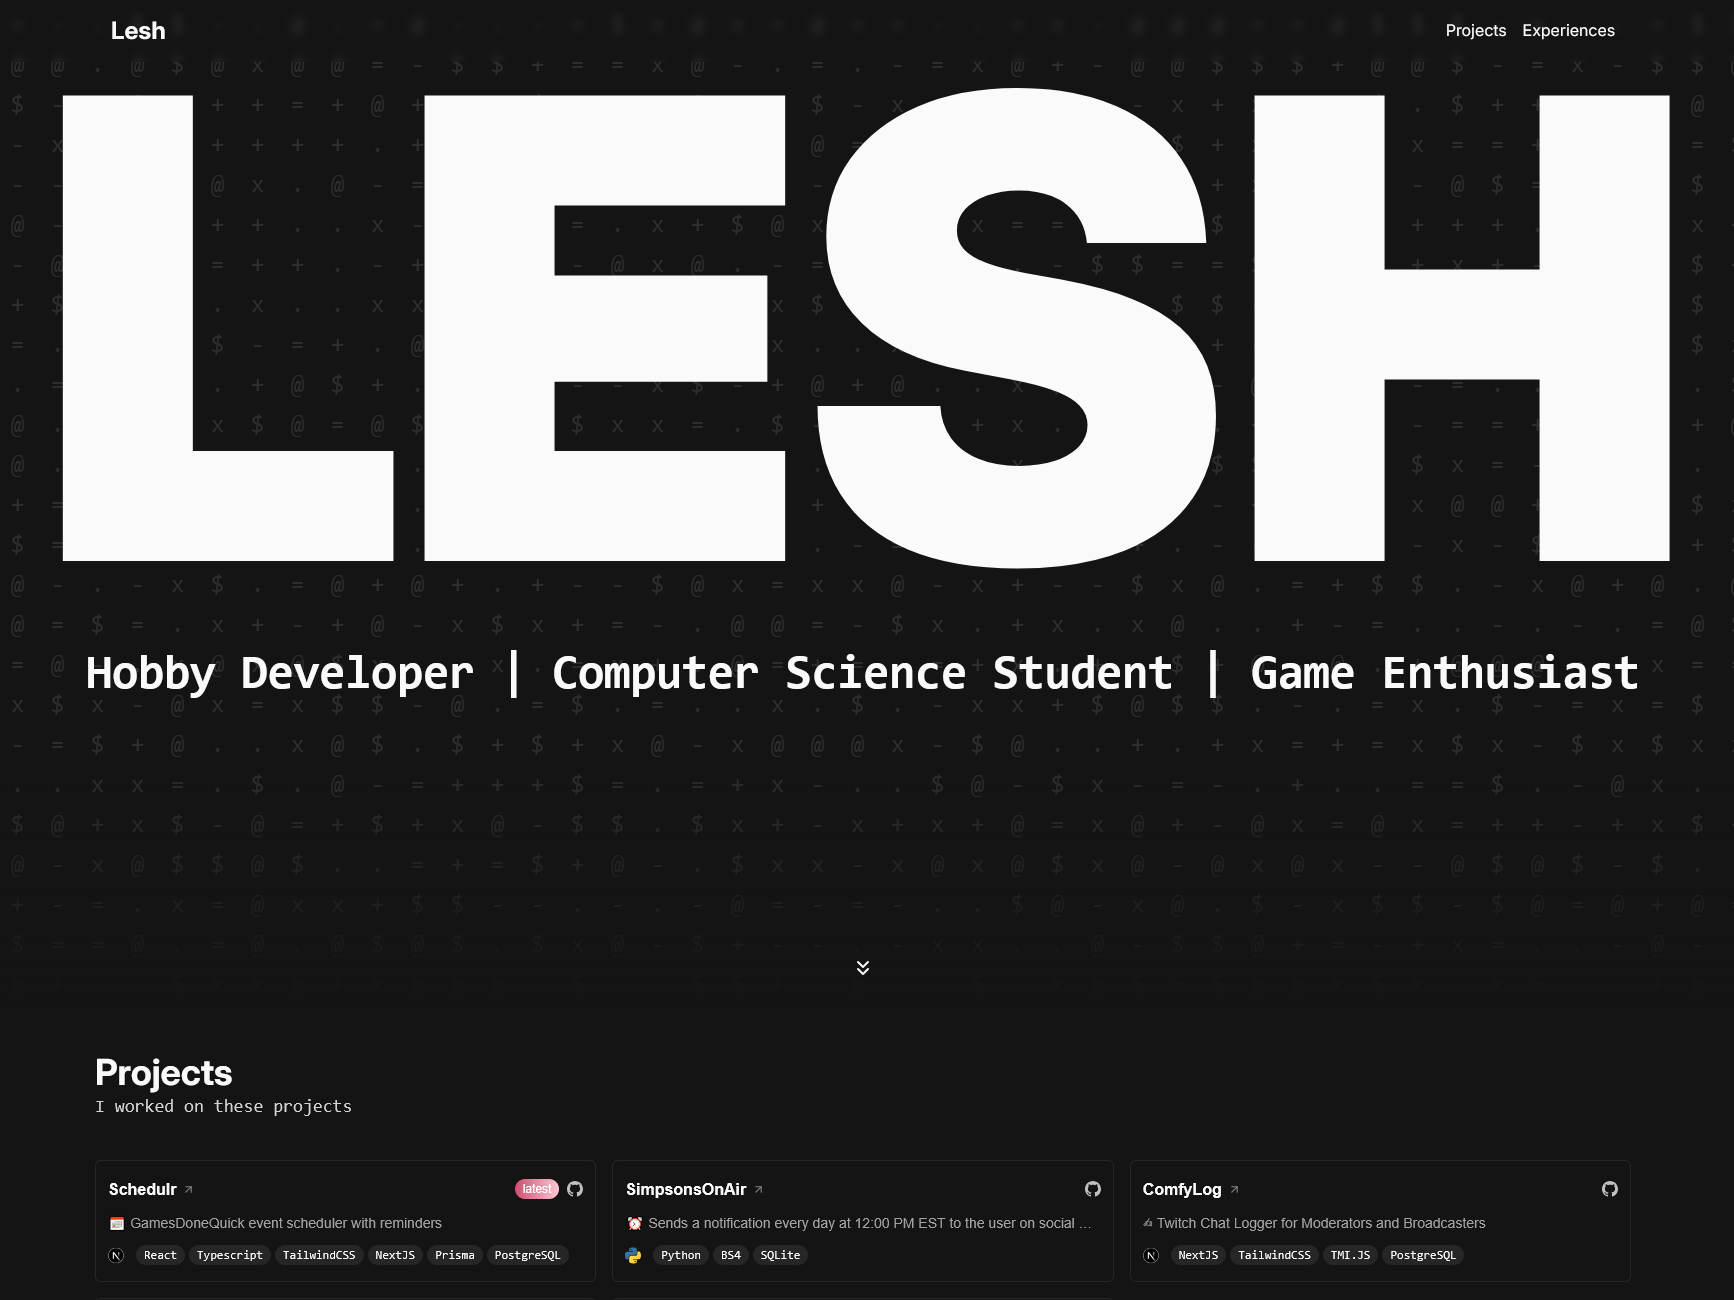 Lesh
Projects Experiences
LESH
Hobby Developer | Computer Science Student | Game Enthusiast
Projects
I worked on these projects
Schedulr
latest
GamesDoneQuick event scheduler with reminders
React Typescript TailwindCSS NextJS Prisma PostgreSQL
SimpsonsOnAir
Sends a notification every day at 12:00 PM EST to the user on social ...
Python BS4 SQLite
ComfyLog
Twitch Chat Logger for Moderators and Broadcasters
NextJS TailwindCSS TMI.JS PostgreSQL